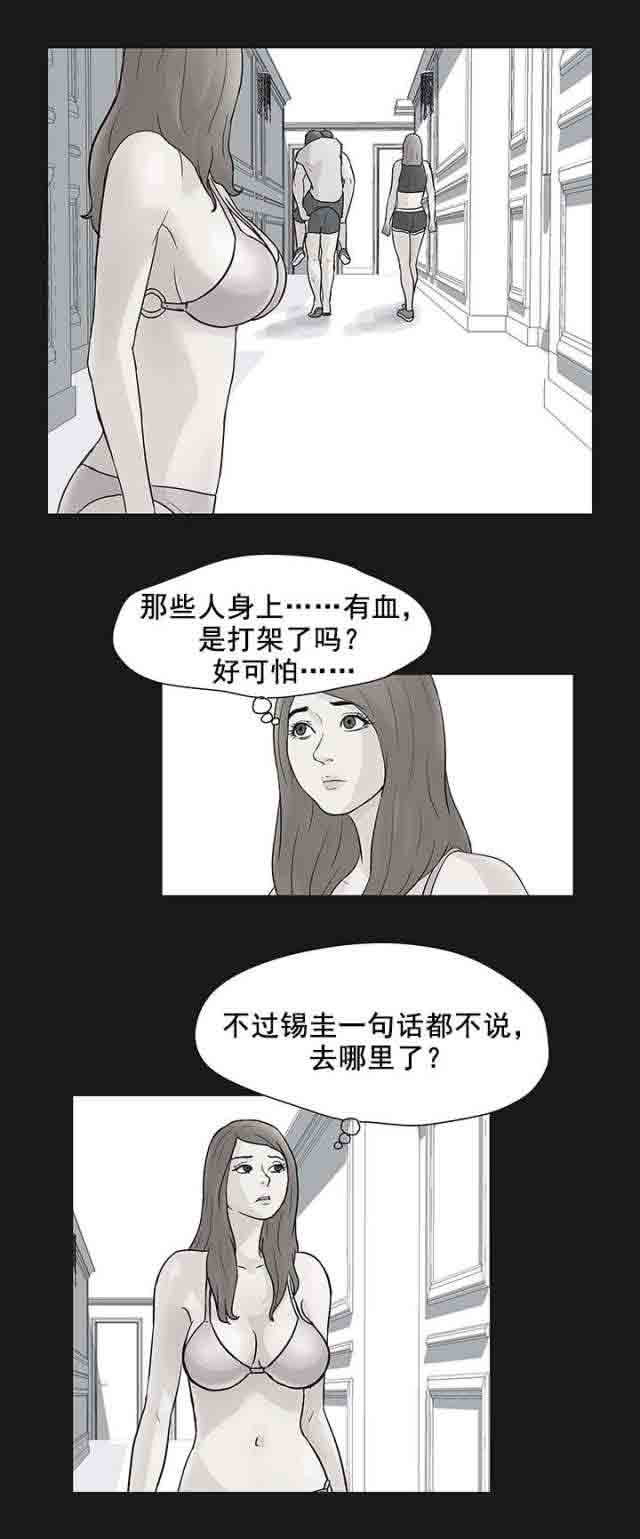 那些人身上……有血，
是打架了吗？
好可怕……
不过锡圭一句话都不说，
去哪里了？